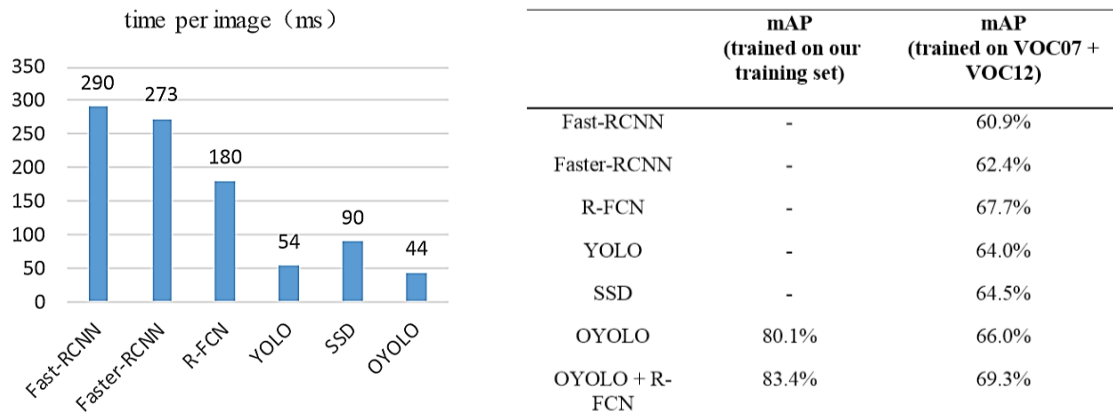 time per image（ms）
350
300
250
200
150
100
50
0
290
273
180
54
90
44
Fast-RCNN
Faster-RCNN
R-FCN
YOLO
SSD
OYOLO
mAP
(trained on our
training set)
mAP
(trained on VOC07 +
VOC12)
Fast-RCNN - 60.9%
Faster-RCNN - 62.4%
R-FCN - 67.7%
YOLO - 64.0%
SSD - 64.5%
OYOLO 80.1% 66.0%
OYOLO + R-
FCN
83.4% 69.3%